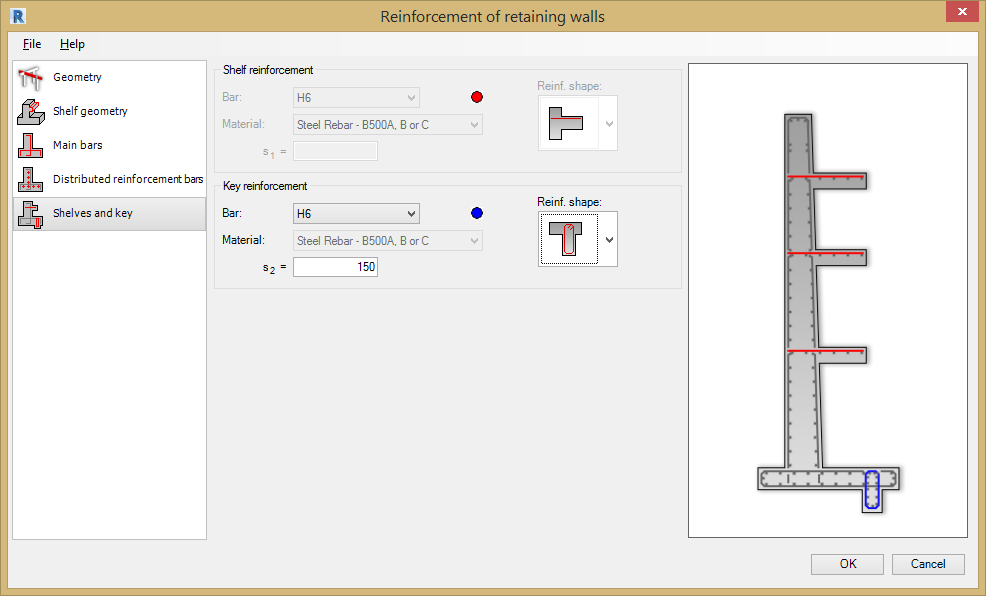 R
Reinforcement of retaining walls
File Help
Geometry
Shelf geometry
Main bars
Distributed reinforcement bars
Shelves and key
Shelf reinforcement
Bar: H6
Reinf. shape:
Material: Steel Rebar - B500A, B or C
s1 =
Key reinforcement
Bar: H6
Reinf. shape:
Material: Steel Rebar - B500A, B or C
s2 = 150
OK Cancel